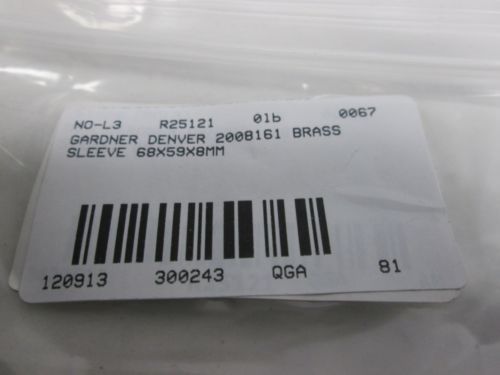 NO-L3 R25121 01b 0067
GARDNER DENVER 2008161 BRASS
SLEEVE 68X59X8MM
120913 300243 QGA 81